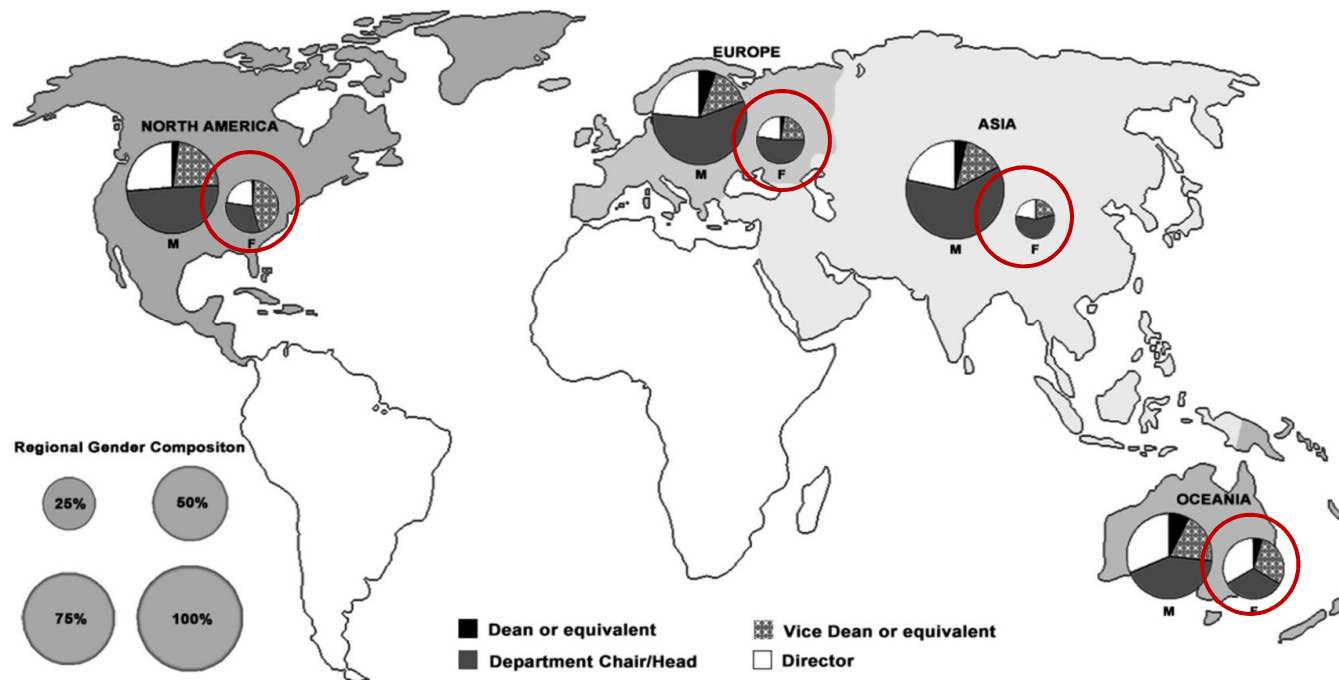 EUROPE
NORTH AMERICA
ASIA
M
F
M
F
M
F
Regional Gender Compositon
25%
50%
OCEANIA
75%
100%
M
F
Dean or equivalent
Vice Dean or equivalent
Department Chair/Head
Director